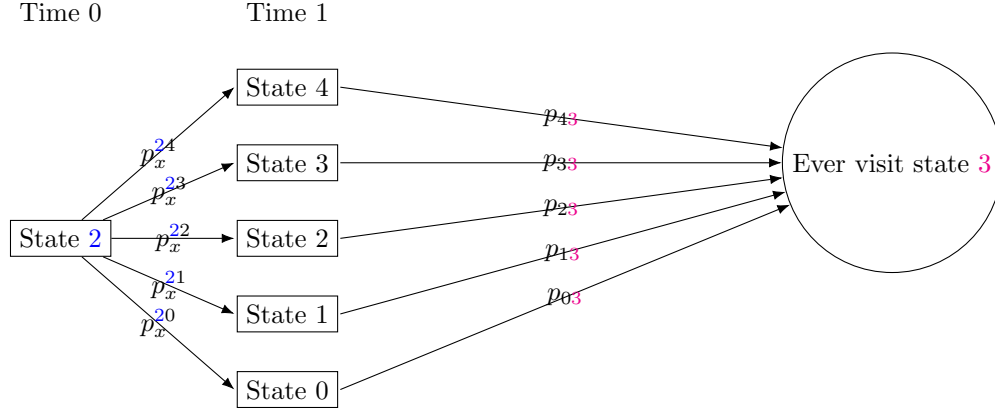 Time 0
Time 1
State 4
State 3
State 2
State 1
State 0
State 2
p_x^{24}
p_x^{23}
p_x^{22}
p_x^{21}
p_x^{20}
p_{43}
p_{33}
p_{23}
p_{13}
p_{03}
Ever visit state 3